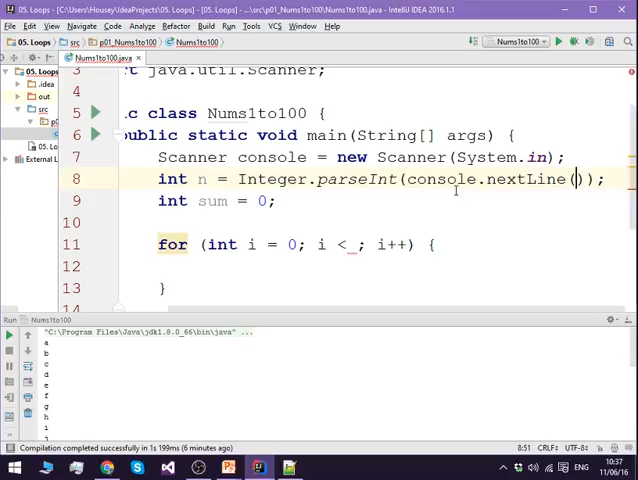 05. Loops - [C:\Users\Housey\IdeaProjects\05. Loops] - [05. Loops] - ...\src\p01_Nums1to100\Nums1to100.java - IntelliJ IDEA 2016.1.1
File Edit View Navigate Code Analyze Refactor Build Run Tools VCS Window Help
05. Loops src p01_Nums1to100 Nums1to100 Nums1to100
Nums1to100.java
05. Loops
.idea
out
src
p0
05. Lo
External L
3 rt java.util.Scanner;
4
5 ic class Nums1to100 {
6 public static void main(String[] args) {
7 Scanner console = new Scanner(System.in);
8 int n = Integer.parseInt(console.nextLine());
9 int sum = 0;
10
11 for (int i = 0; i < ; i++) {
12
13 }
14
Run Nums1to100
"C:\Program Files\Java\jdk1.8.0_66\bin\java" ...
a
b
c
d
e
f
g
h
i
Compilation completed successfully in 1s 199ms (6 minutes ago) 8:51 CRLF÷ UTF-8÷
ENG 10:37
11/06/16